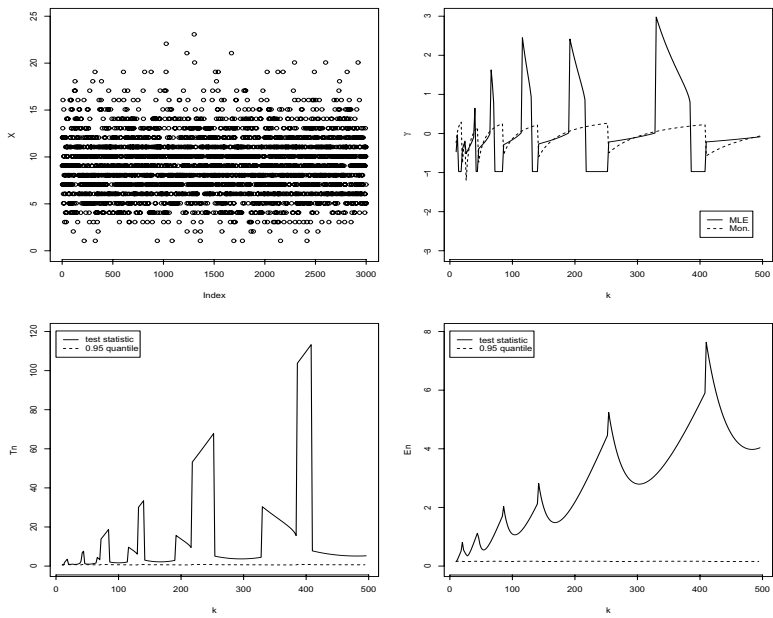 X
25
20
15
10
5
0
0 500 1000 1500 2000 2500 3000
Index
γ
3
2
1
0
-1
-2
-3
MLE
Mon.
0 100 200 300 400 500
k
Tn
120
100
80
60
40
20
0
test statistic
0.95 quantile
0 100 200 300 400 500
k
En
8
6
4
2
0
test statistic
0.95 quantile
0 100 200 300 400 500
k